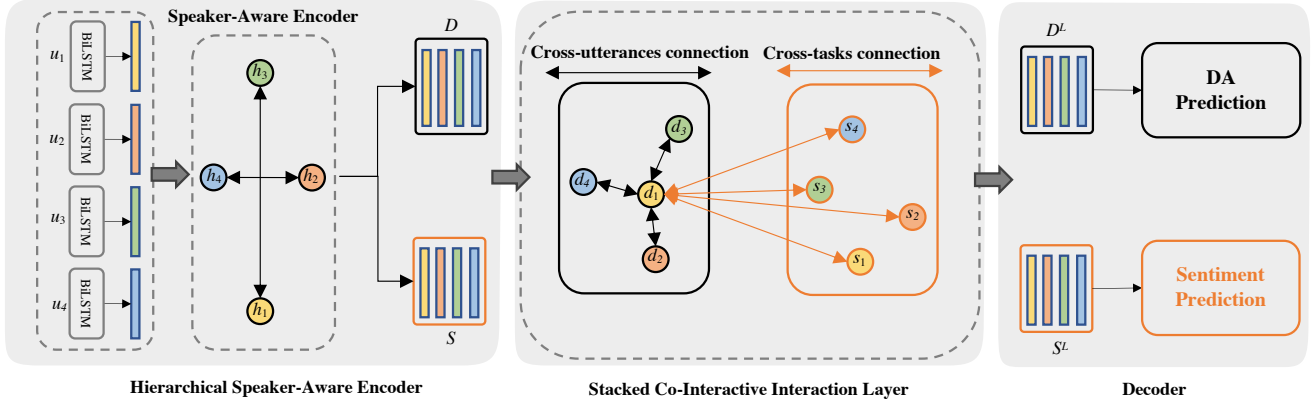 Speaker-Aware Encoder
u1
BiLSTM
u2
BiLSTM
u3
BiLSTM
u4
BiLSTM
h3
h4
h2
h1
D
S
Cross-utterances connection
Cross-tasks connection
d3
d4
d1
d2
s4
s3
s2
s1
D^L
DA
Prediction
Sentiment
Prediction
S^L
Hierarchical Speaker-Aware Encoder
Stacked Co-Interactive Interaction Layer
Decoder